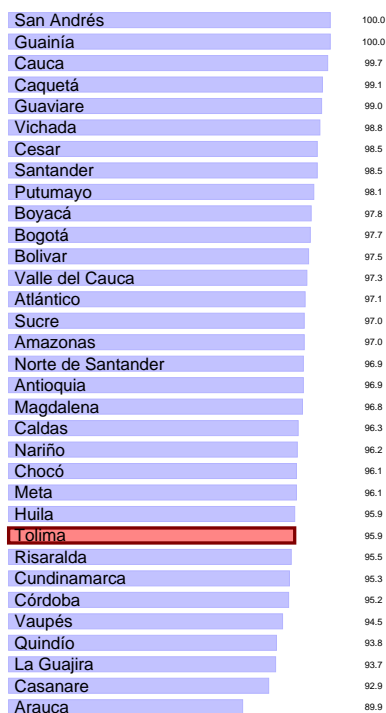 San Andrés 100.0
Guainía 100.0
Cauca 99.7
Caquetá 99.1
Guaviare 99.0
Vichada 98.8
Cesar 98.5
Santander 98.5
Putumayo 98.1
Boyacá 97.8
Bogotá 97.7
Bolivar 97.5
Valle del Cauca 97.3
Atlántico 97.1
Sucre 97.0
Amazonas 97.0
Norte de Santander 96.9
Antioquia 96.9
Magdalena 96.8
Caldas 96.3
Nariño 96.2
Chocó 96.1
Meta 96.1
Huila 95.9
Tolima 95.9
Risaralda 95.5
Cundinamarca 95.3
Córdoba 95.2
Vaupés 94.5
Quindío 93.8
La Guajira 93.7
Casanare 92.9
Arauca 89.9